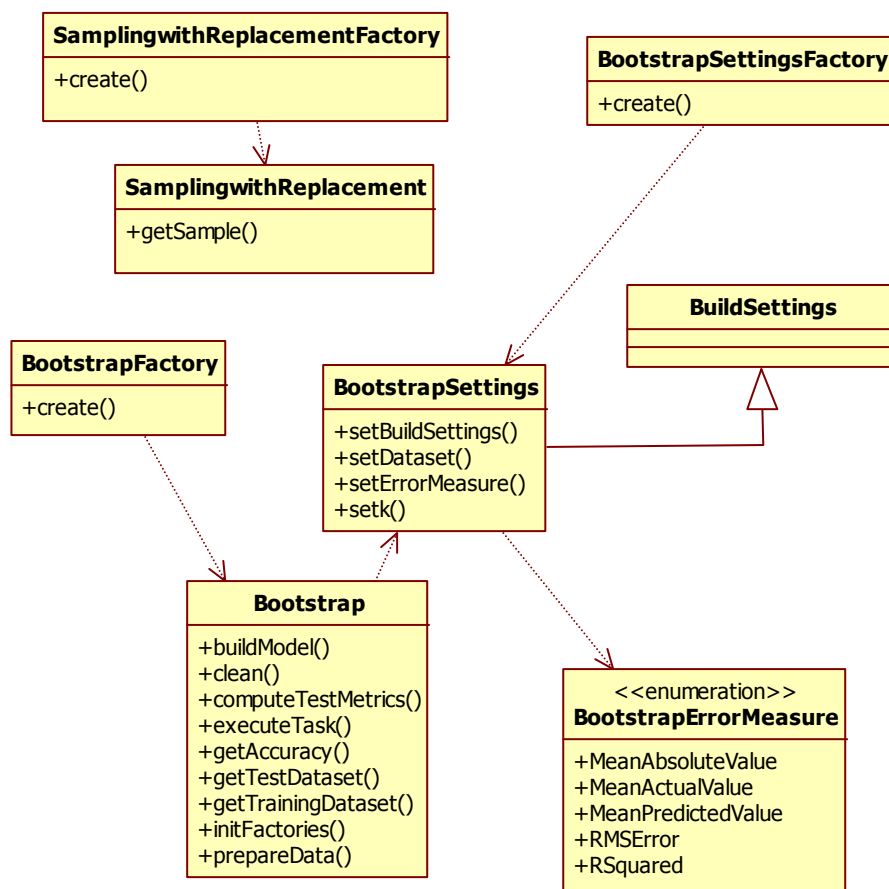 SamplingwithReplacementFactory
+create()
BootstrapSettingsFactory
+create()
SamplingwithReplacement
+getSample()
BuildSettings
BootstrapFactory
+create()
BootstrapSettings
+setBuildSettings()
+setDataset()
+setErrorMeasure()
+setk()
Bootstrap
+buildModel()
+clean()
+computeTestMetrics()
+executeTask()
+getAccuracy()
+getTestDataset()
+getTrainingDataset()
+initFactories()
+prepareData()
<<enumeration>>
BootstrapErrorMeasure
+MeanAbsoluteValue
+MeanActualValue
+MeanPredictedValue
+RMSError
+RSquared